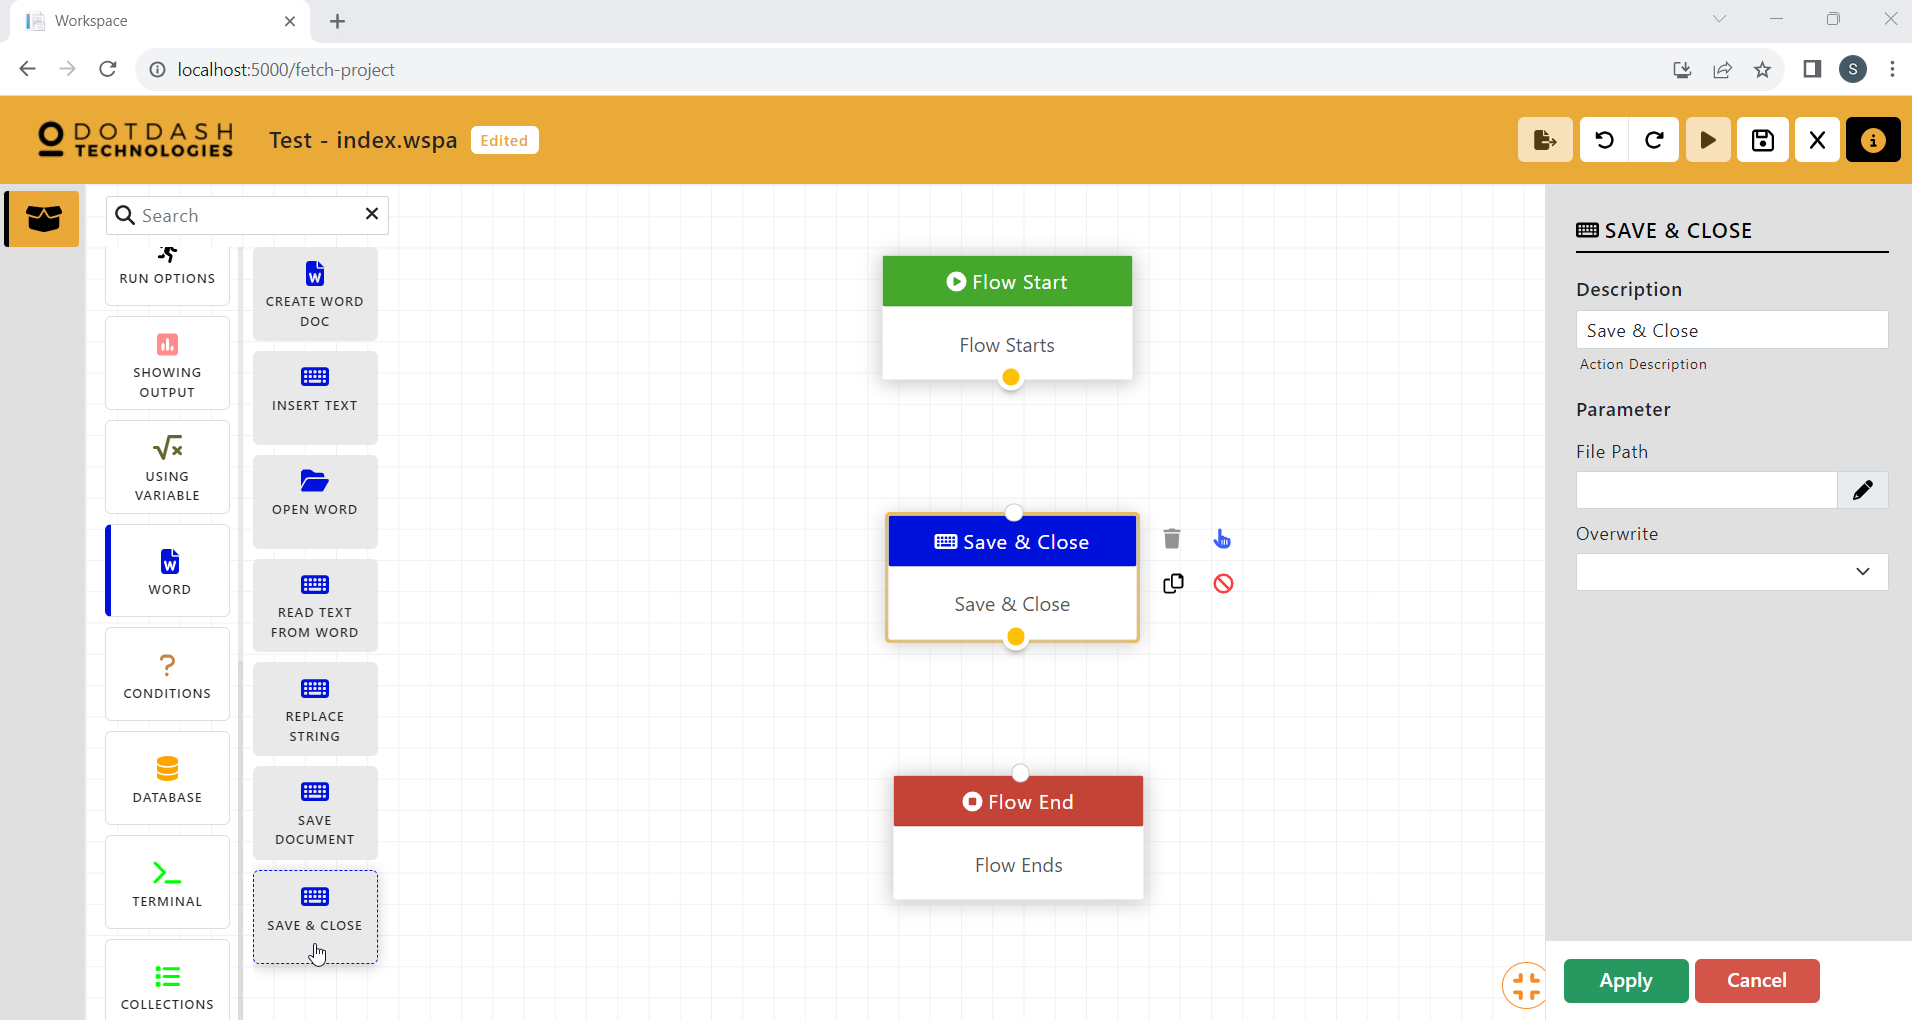 Workspace
localhost:5000/fetch-project
S
DOTDASH
TECHNOLOGIES
Test - index.wspa
Edited
Search
RUN OPTIONS
SHOWING
OUTPUT
USING
VARIABLE
WORD
CONDITIONS
DATABASE
TERMINAL
COLLECTIONS
CREATE WORD
DOC
INSERT TEXT
OPEN WORD
READ TEXT
FROM WORD
REPLACE
STRING
SAVE
DOCUMENT
SAVE & CLOSE
Flow Start
Flow Starts
Save & Close
Save & Close
Flow End
Flow Ends
SAVE & CLOSE
Description
Save & Close
Action Description
Parameter
File Path
Overwrite
Apply
Cancel